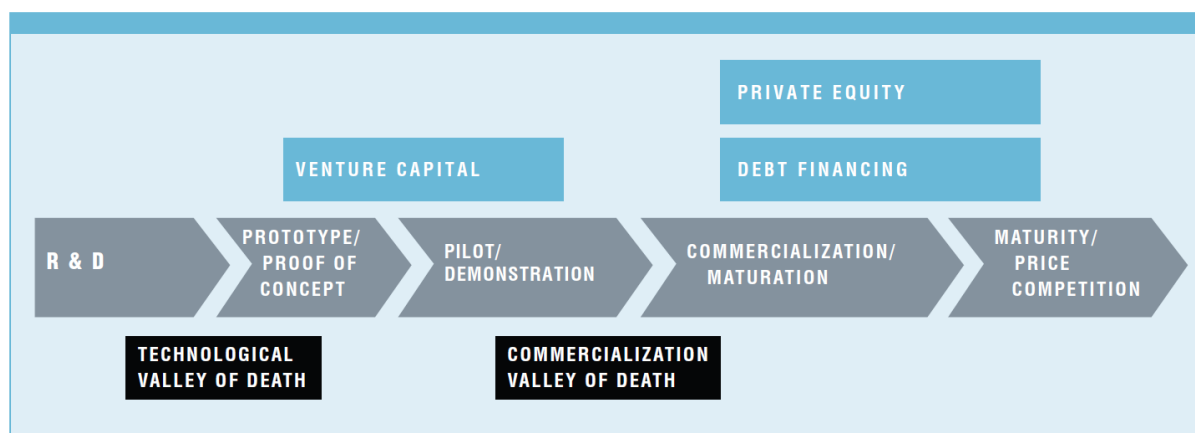 PRIVATE EQUITY
VENTURE CAPITAL
DEBT FINANCING
R & D
PROTOTYPE/
PROOF OF
CONCEPT
PILOT/
DEMONSTRATION
COMMERCIALIZATION/
MATURATION
MATURITY/
PRICE
COMPETITION
TECHNOLOGICAL
VALLEY OF DEATH
COMMERCIALIZATION
VALLEY OF DEATH